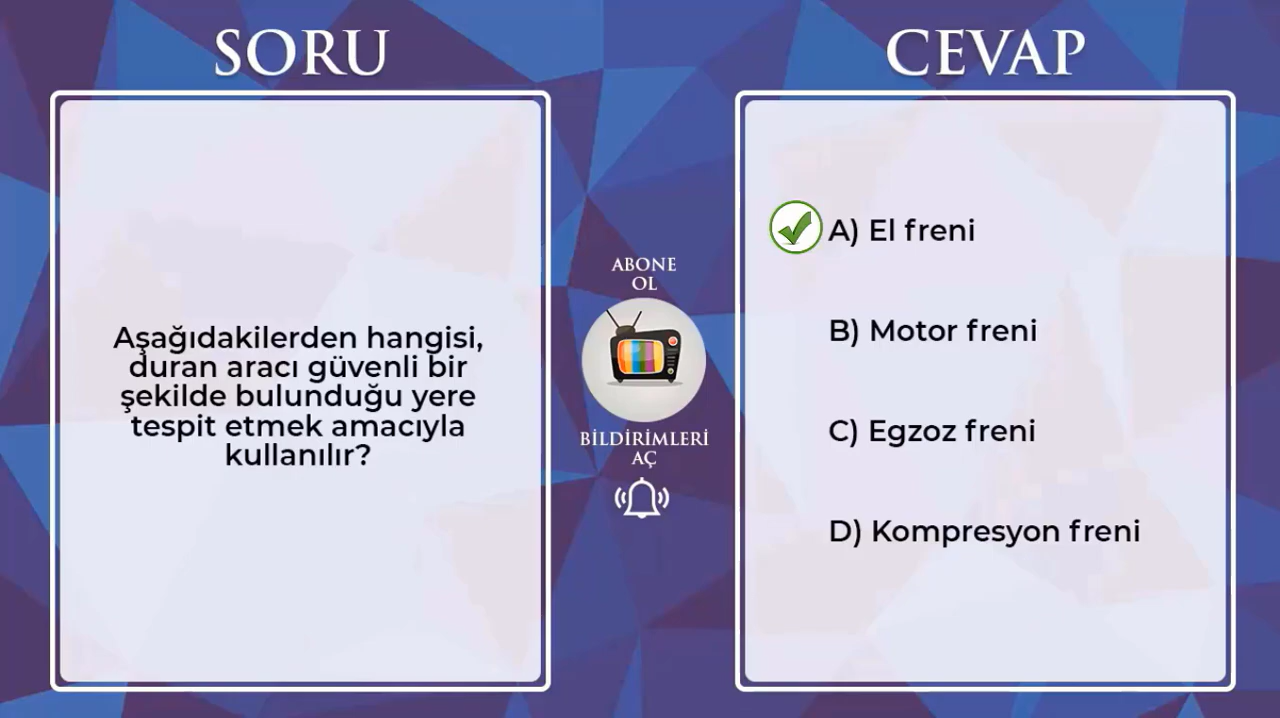 SORU
Aşağıdakilerden hangisi,
duran aracı güvenli bir
şekilde bulunduğu yere
tespit etmek amacıyla
kullanılır?
ABONE
OL
BİLDİRİMLERİ
AÇ
CEVAP
A) El freni
B) Motor freni
C) Egzoz freni
D) Kompresyon freni